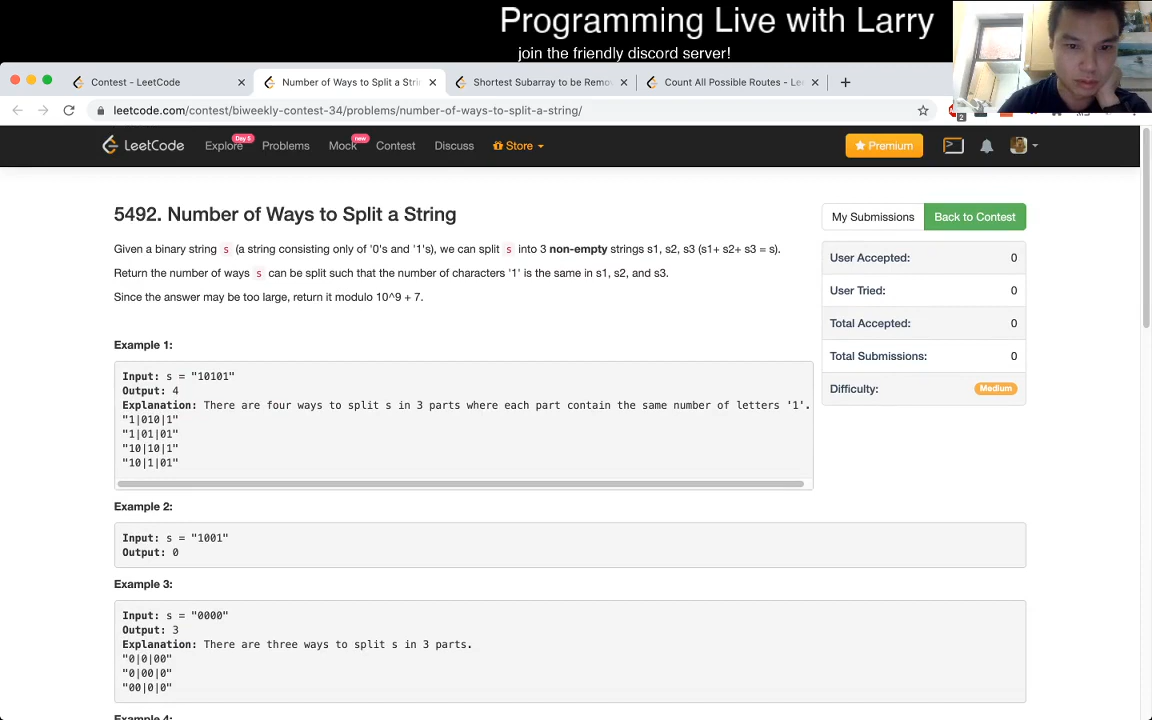 Programming Live with Larry
join the friendly discord server!
Contest - LeetCode
Number of Ways to Split a Stri
Shortest Subarray to be Remo
Count All Possible Routes - Lee
leetcode.com/contest/biweekly-contest-34/problems/number-of-ways-to-split-a-string/
2
LeetCode
Explore
Day 5
Problems
Mock
new
Contest
Discuss
Store
Premium
5492. Number of Ways to Split a String
My Submissions
Back to Contest
Given a binary string s (a string consisting only of '0's and '1's), we can split s into 3 non-empty strings s1, s2, s3 (s1+ s2+ s3 = s).
Return the number of ways s can be split such that the number of characters '1' is the same in s1, s2, and s3.
Since the answer may be too large, return it modulo 10^9 + 7.
User Accepted: 0
User Tried: 0
Total Accepted: 0
Total Submissions: 0
Difficulty: Medium
Example 1:
Input: s = "10101"
Output: 4
Explanation: There are four ways to split s in 3 parts where each part contain the same number of letters '1'.
"1|010|1"
"1|01|01"
"10|10|1"
"10|1|01"
Example 2:
Input: s = "1001"
Output: 0
Example 3:
Input: s = "0000"
Output: 3
Explanation: There are three ways to split s in 3 parts.
"0|0|00"
"0|00|0"
"00|0|0"
Example 4: